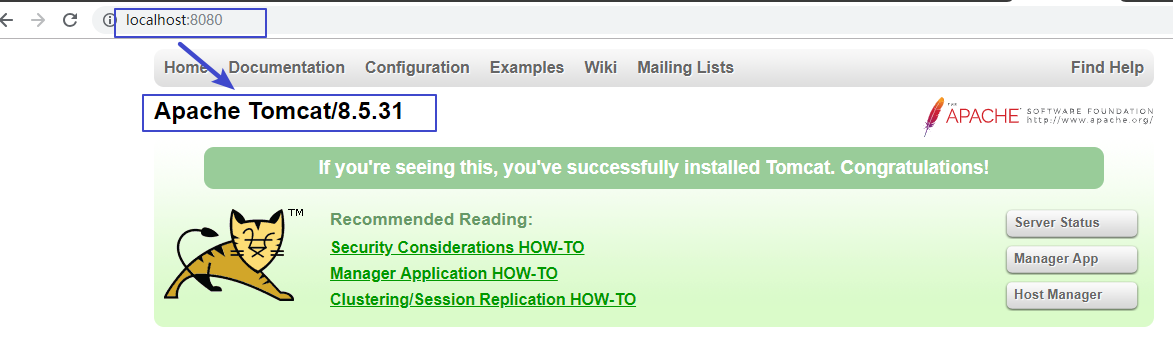 localhost:8080
Home Documentation Configuration Examples Wiki Mailing Lists Find Help
Apache Tomcat/8.5.31
THE
APACHE SOFTWARE FOUNDATION
http://www.apache.org/
If you're seeing this, you've successfully installed Tomcat. Congratulations!
TM
Recommended Reading:
Security Considerations HOW-TO
Manager Application HOW-TO
Clustering/Session Replication HOW-TO
Server Status
Manager App
Host Manager